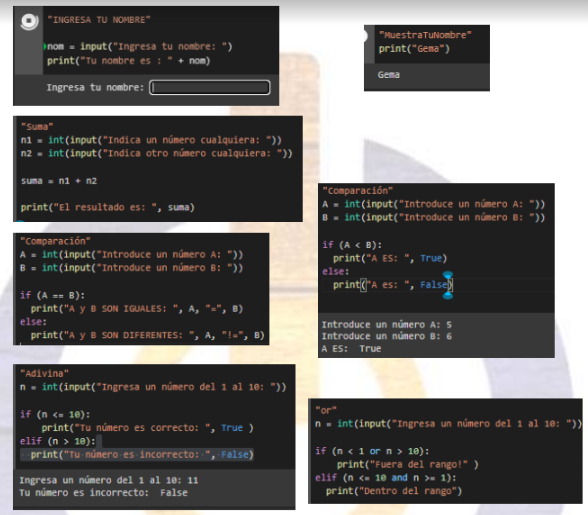 "INGRESA TU NOMBRE"
nom = input("Ingresa tu nombre: ")
print("Tu nombre es : " + nom)
Ingresa tu nombre:
"MuestraTuNombre"
print("Gema")
Gema
"Suma"
n1 = int(input("Indica un número cualquiera: "))
n2 = int(input("Indica otro número cualquiera: "))
suma = n1 + n2
print("El resultado es: ", suma)
"Comparación"
A = int(input("Introduce un número A: "))
B = int(input("Introduce un número B: "))
if (A < B):
print("A ES: ", True)
else:
print("A es: ", False)
Introduce un número A: 5
Introduce un número B: 6
A ES:  True
"Comparación"
A = int(input("Introduce un número A: "))
B = int(input("Introduce un número B: "))
if (A == B):
print("A y B SON IGUALES: ", A, "=", B)
else:
print("A y B SON DIFERENTES: ", A, "!=", B)
"Adivina"
n = int(input("Ingresa un número del 1 al 10: "))
if (n <= 10):
print("Tu número es correcto: ", True )
elif (n > 10):
print("Tu número es incorrecto: ", False)
Ingresa un número del 1 al 10: 11
Tu número es incorrecto:  False
"or"
n = int(input("Ingresa un número del 1 al 10: "))
if (n < 1 or n > 10):
print("Fuera del rango!" )
elif (n <= 10 and n >= 1):
print("Dentro del rango")